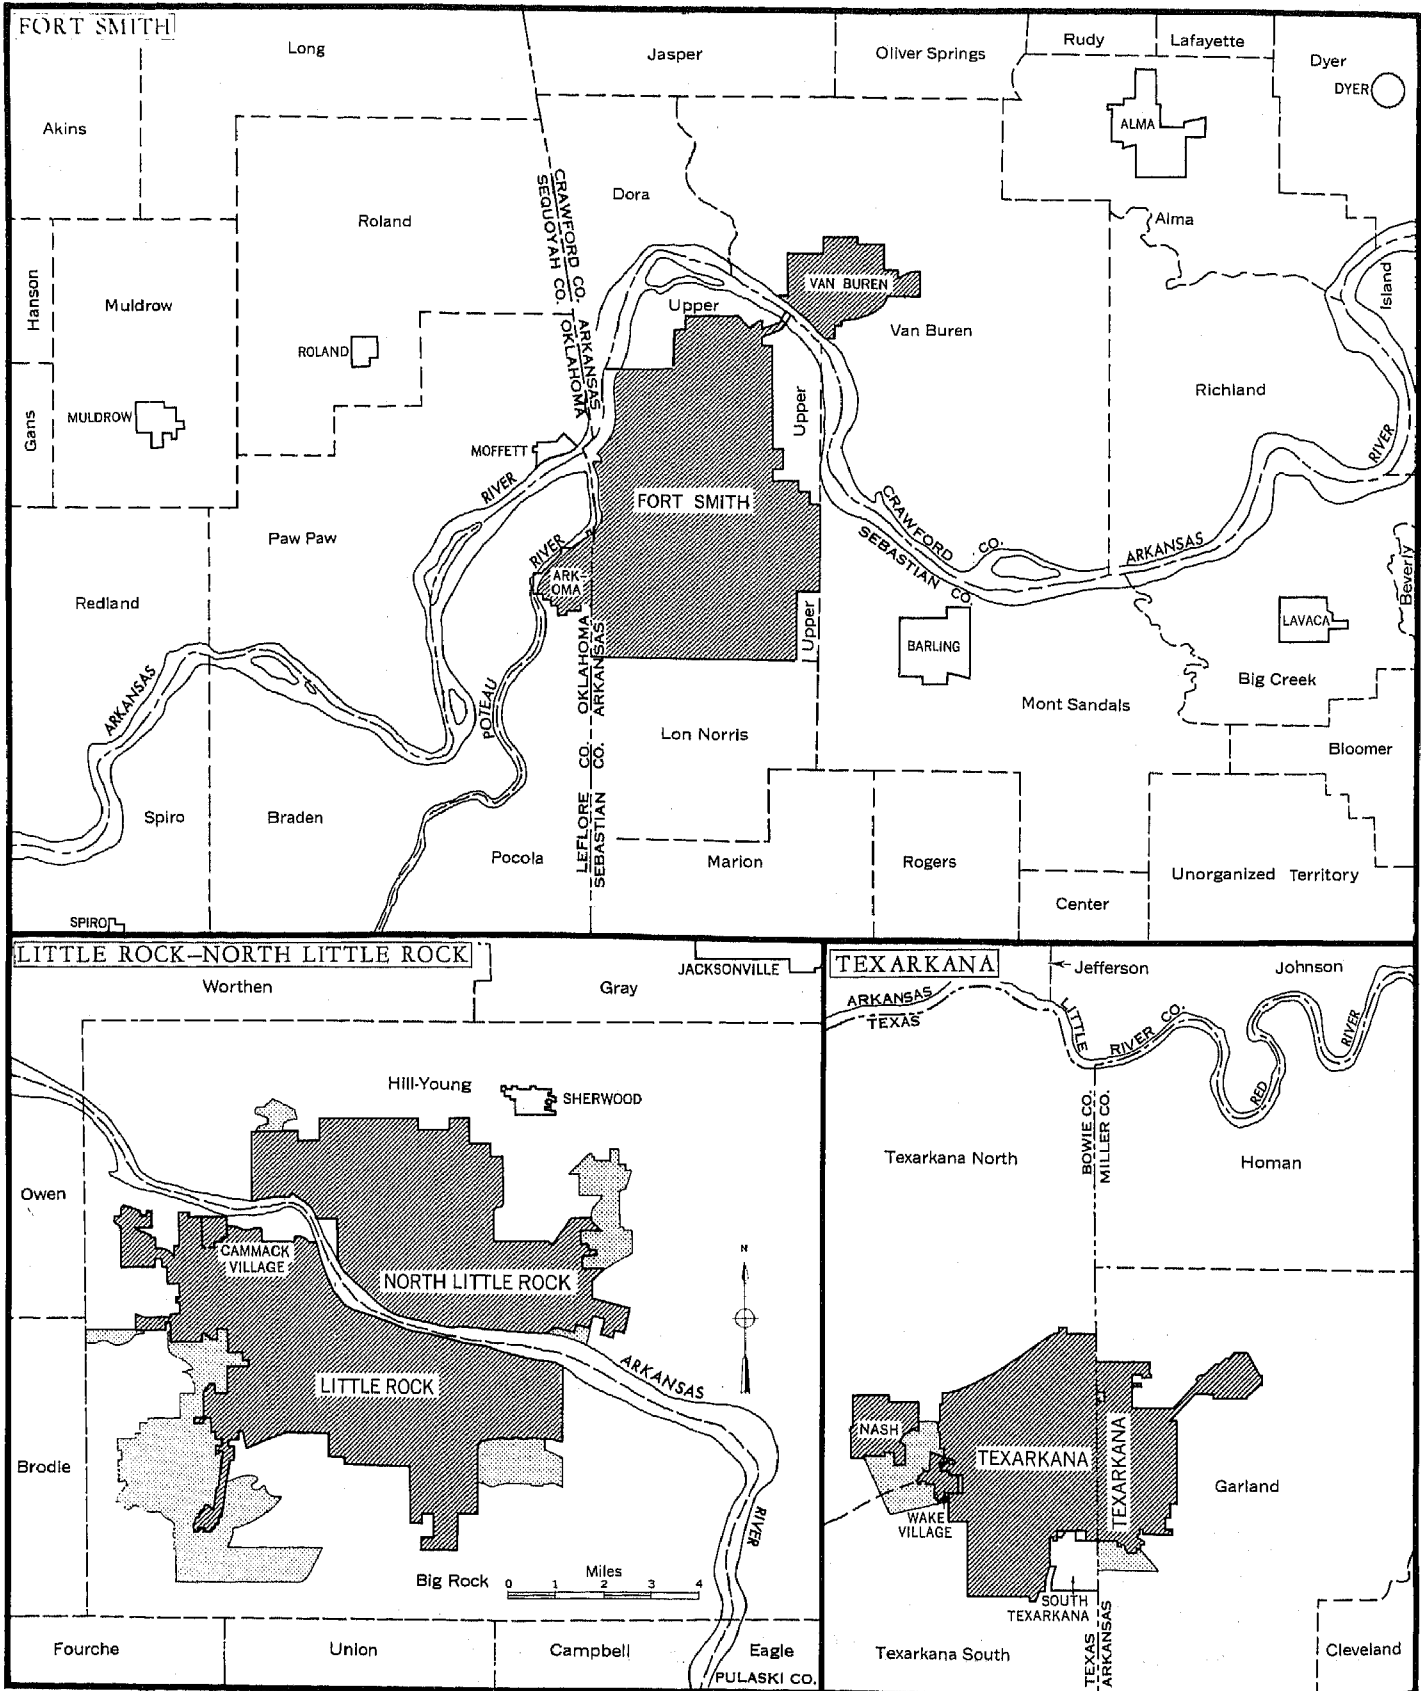 FORT SMITH
Long
Jasper
Oliver Springs
Rudy
Lafayette
Dyer
DYER
Akins
ALMA
CRAWFORD CO. ARKANSAS
SEQUOYAH CO. OKLAHOMA
Dora
Roland
Alma
Hanson
Muldrow
Upper
VAN BUREN
Island
Van Buren
ROLAND
Richland
Gans
MULDROW
Upper
MOFFETT
RIVER
RIVER
FORT SMITH
CRAWFORD CO.
SEBASTIAN CO.
Paw Paw
RIVER
ARKANSAS
ARK-
OMA
Beverly
Redland
Upper
BARLING
LAVACA
ARKANSAS
POTEAU
OKLAHOMA
ARKANSAS
Big Creek
Mont Sandals
Lon Norris
Bloomer
Spiro
Braden
LEFLORE CO.
SEBASTIAN CO.
Pocola
Marion
Rogers
Unorganized Territory
Center
SPIRO
LITTLE ROCK–NORTH LITTLE ROCK
JACKSONVILLE
Worthen
Gray
Hill-Young
SHERWOOD
Owen
CAMMACK
VILLAGE
N
NORTH LITTLE ROCK
ARKANSAS
LITTLE ROCK
Brodie
RIVER
Big Rock
Miles
0 1 2 3 4
Fourche
Union
Campbell
Eagle
PULASKI CO.
TEXARKANA
Jefferson
Johnson
ARKANSAS
TEXAS
LITTLE RIVER CO.
RIVER
RED
BOWIE CO.
MILLER CO.
Texarkana North
Homan
NASH
TEXARKANA
TEXARKANA
Garland
WAKE
VILLAGE
SOUTH
TEXARKANA
Texarkana South
TEXAS
ARKANSAS
Cleveland